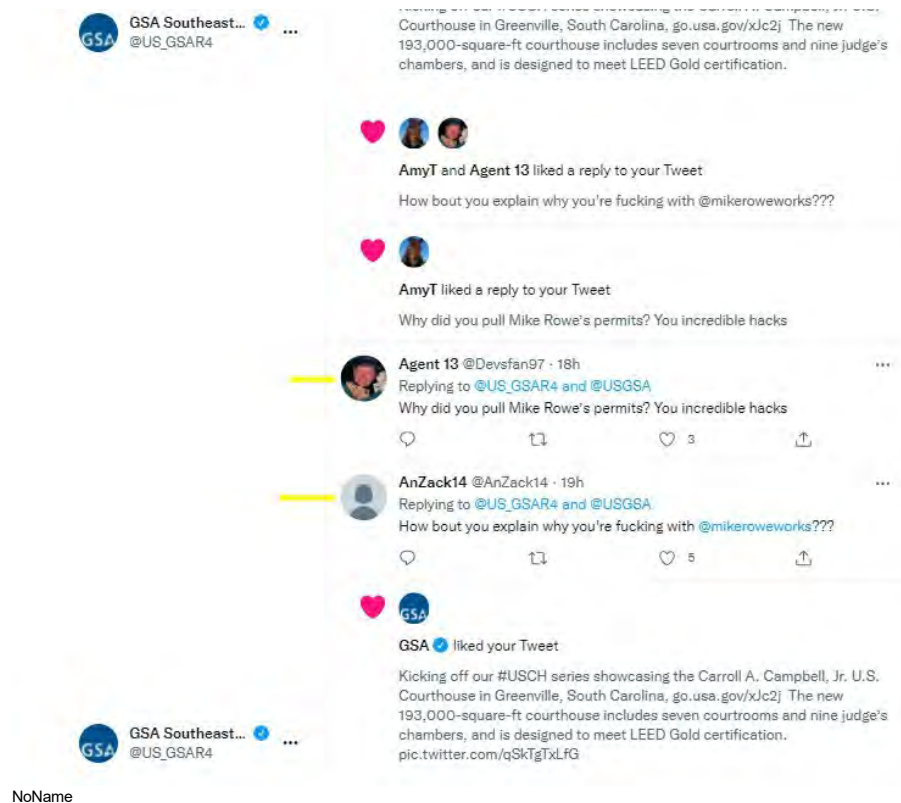 GSA Southeast... ...
@US_GSAR4
Courthouse in Greenville, South Carolina, go.usa.gov/xJc2j The new
193,000-square-ft courthouse includes seven courtrooms and nine judge's
chambers, and is designed to meet LEED Gold certification.
AmyT and Agent 13 liked a reply to your Tweet
How bout you explain why you're fucking with @mikeroweworks???
AmyT liked a reply to your Tweet
Why did you pull Mike Rowe's permits? You incredible hacks
Agent 13 @Devsfan97 · 18h ...
Replying to @US_GSAR4 and @USGSA
Why did you pull Mike Rowe's permits? You incredible hacks
3
AnZack14 @AnZack14 · 19h ...
Replying to @US_GSAR4 and @USGSA
How bout you explain why you're fucking with @mikeroweworks???
5
GSA
GSA liked your Tweet
Kicking off our #USCH series showcasing the Carroll A. Campbell, Jr. U.S.
Courthouse in Greenville, South Carolina, go.usa.gov/xJc2j The new
193,000-square-ft courthouse includes seven courtrooms and nine judge's
chambers, and is designed to meet LEED Gold certification.
pic.twitter.com/qSkTgTxLfG
GSA Southeast... ...
@US_GSAR4
NoName